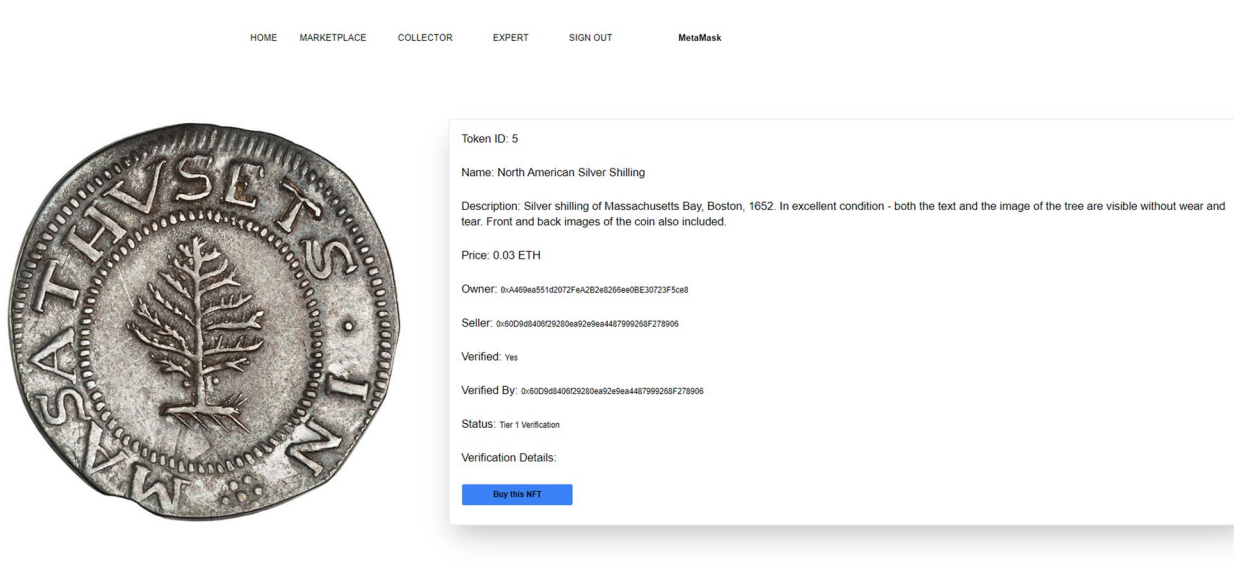 HOME MARKETPLACE COLLECTOR EXPERT SIGN OUT MetaMask
MASATHVSETS · IN
Token ID: 5
Name: North American Silver Shilling
Description: Silver shilling of Massachusetts Bay, Boston, 1652. In excellent condition - both the text and the image of the tree are visible without wear and
tear. Front and back images of the coin also included.
Price: 0.03 ETH
Owner: 0xA469ea551d2072FeA2B2e8266ee0BE30723F5ce8
Seller: 0x60D9d8406f29280ea92e9ea4487999268F278906
Verified: Yes
Verified By: 0x60D9d8406f29280ea92e9ea4487999268F278906
Status: Tier 1 Verification
Verification Details:
Buy this NFT